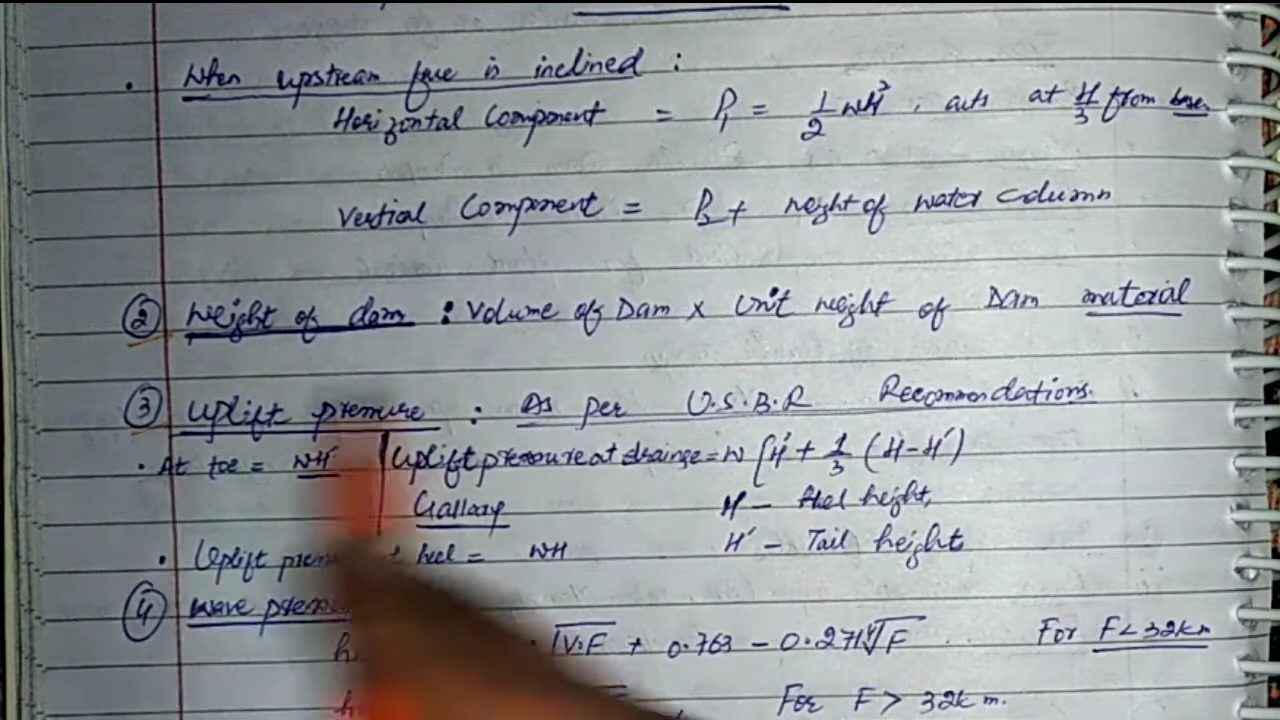 • When upstream face is inclined :
Horizontal Component = P₁ = 1/2 wH², acts at H/3 from base
Vertical Component = P₂ + weight of water column
② Weight of dam : Volume of Dam x Unit weight of Dam material
③ Uplift pressure : As per U.S.B.R Recommendations.
• At toe = wH' | Uplift pressure at drainge = w [H' + 1/3 (H-H')
Gallary H – heel height,
H' – Tail height
• Uplift heel = wH
④ Wave
h √V.F + 0.763 - 0.271 ∜F For F < 32km
h For F > 32km.